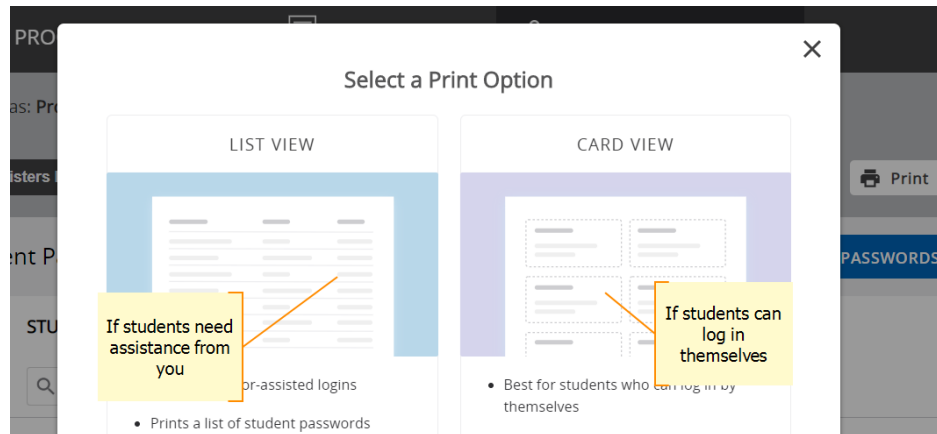 PRO
Select a Print Option
as: Pro
LIST VIEW
CARD VIEW
isters
Print
ent P
PASSWORDS
STU
If students need
assistance from
you
If students can
log in
themselves
or-assisted logins
• Best for students who can log in by
themselves
• Prints a list of student passwords